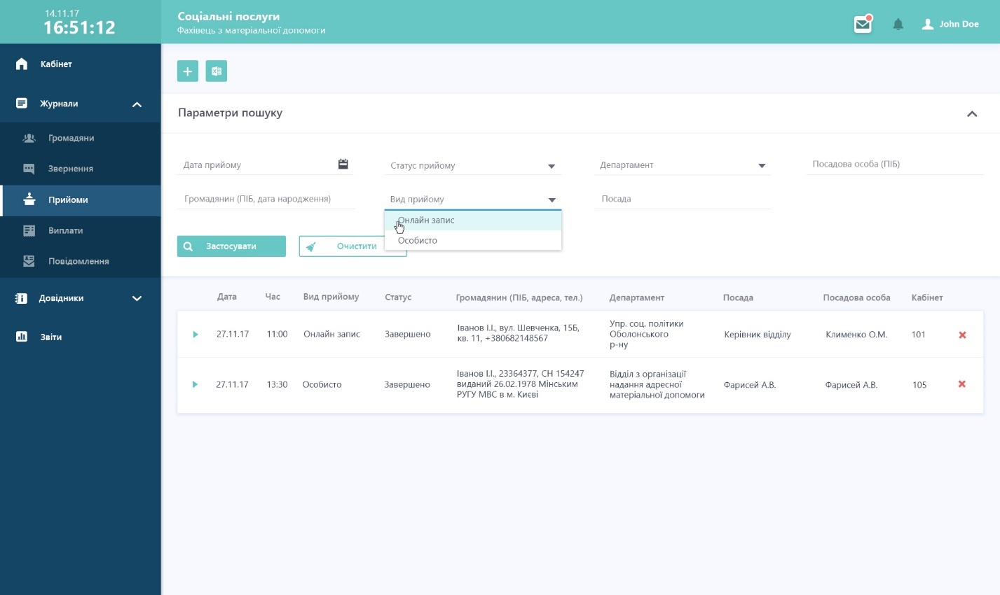 14.11.17
16:51:12
Соціальні послуги
Фахівець з матеріальної допомоги
John Doe
Кабінет
Журнали
Громадяни
Звернення
Прийоми
Виплати
Повідомлення
Довідники
Звіти
Параметри пошуку
Дата прийому
Статус прийому
Департамент
Посадова особа (ПІБ)
Громадянин (ПІБ, дата народження)
Вид прийому
Посада
Онлайн запис
Особисто
Застосувати
Очистити
Дата Час Вид прийому Статус Громадянин (ПІБ, адреса, тел.) Департамент Посада Посадова особа Кабінет
27.11.17 11:00 Онлайн запис Завершено
Іванов І.І., вул. Шевченка, 15Б,
кв. 11, +380682148567
Упр. соц. політики
Оболонського
р-ну
Керівник відділу Клименко О.М. 101
27.11.17 13:30 Особисто Завершено
Іванов І.І., 23364377, СН 154247
виданий 26.02.1978 Мінським
РУГУ МВС в м. Києві
Відділ з організації
надання адресної
матеріальної допомоги
Фарисей А.В. Фарисей А.В. 105